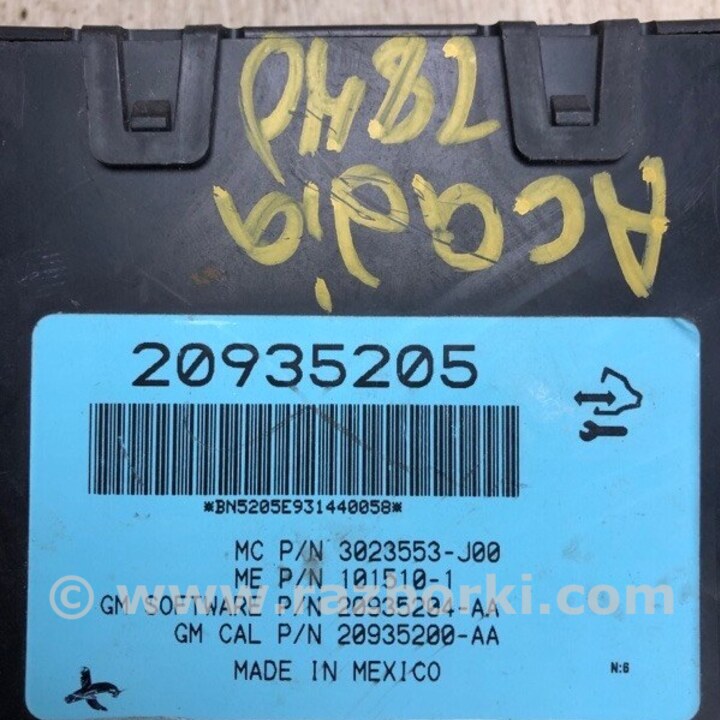 Acadia
20935205
*BN5205E931440058*
MC P/N 3023553-J00
ME P/N 101510-1
© www.razborki.com
GM SOFTWARE P/N 20935204-AA
GM CAL P/N 20935200-AA
MADE IN MEXICO
N:6